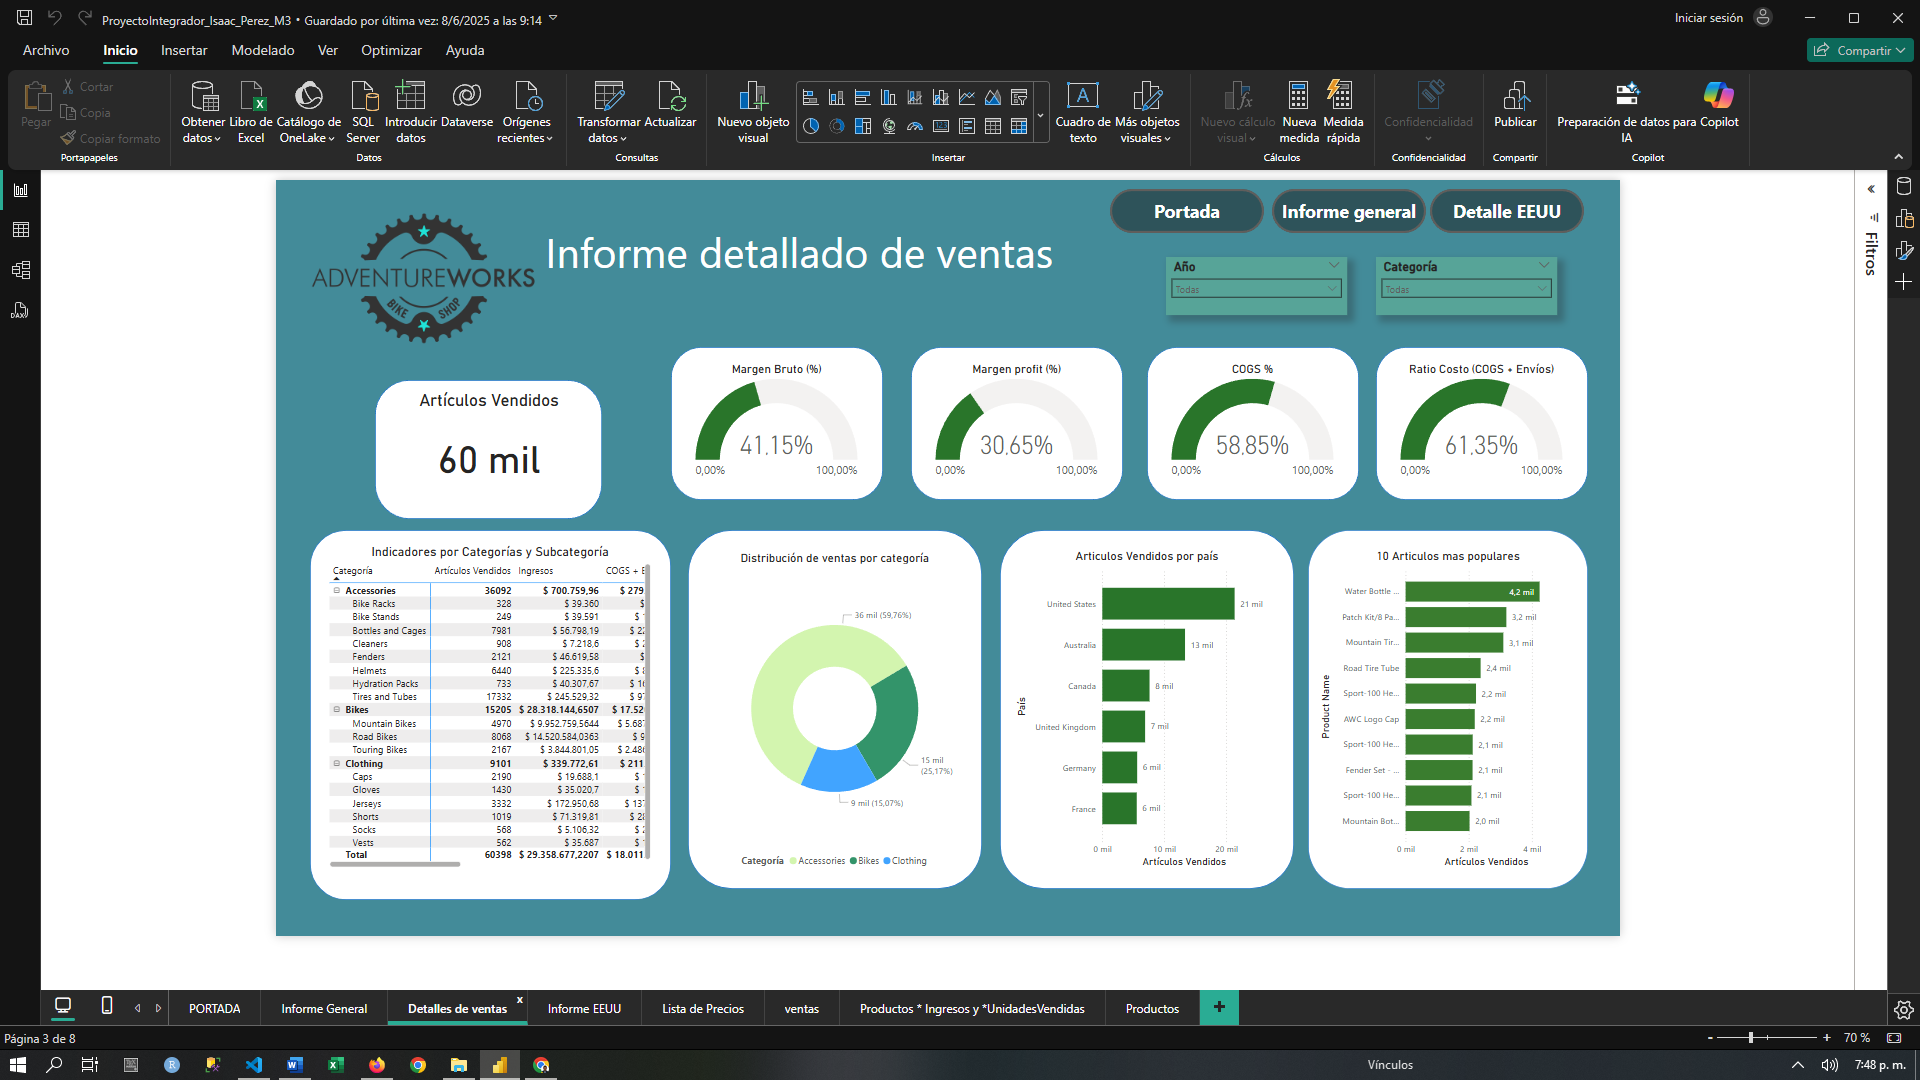 ProyectoIntegrador_Isaac_Perez_M3 • Guardado por última vez: 8/6/2025 a las 9:14
Iniciar sesión
Archivo Inicio Insertar Modelado Ver Optimizar Ayuda
Compartir
Pegar
Cortar
Copia
Copiar formato
Portapapeles
Obtener datos
Libro de Excel
Catálogo de OneLake
SQL Server
Introducir datos
Dataverse
Orígenes recientes
Datos
Transformar datos
Actualizar
Consultas
Nuevo objeto visual
Cuadro de texto
Más objetos visuales
Insertar
Nuevo cálculo visual
Nueva medida
Medida rápida
Cálculos
Confidencialidad
Confidencialidad
Publicar
Compartir
Preparación de datos para IA
Copilot
Copilot
Portada
Informe general
Detalle EEUU
ADVENTUREWORKS
BIKE SHOP
Informe detallado de ventas
Año
Todas
Categoría
Todas
Filtros
Artículos Vendidos
60 mil
Margen Bruto (%)
41,15%
0,00% 100,00%
Margen profit (%)
30,65%
0,00% 100,00%
COGS %
58,85%
0,00% 100,00%
Ratio Costo (COGS + Envíos)
61,35%
0,00% 100,00%
Indicadores por Categorías y Subcategoría
Categoría Artículos Vendidos Ingresos COGS + E
Accessories 36092 $ 700.759,96 $ 279
Bike Racks 328 $ 39.360 $
Bike Stands 249 $ 39.591 $ 1
Bottles and Cages 7981 $ 56.798,19 $ 22
Cleaners 908 $ 7.218,6 $ 2
Fenders 2121 $ 46.619,58 $
Helmets 6440 $ 225.335,6 $ 8
Hydration Packs 733 $ 40.307,67 $ 16
Tires and Tubes 17332 $ 245.529,32 $ 97
Bikes 15205 $ 28.318.144,6507 $ 17.520
Mountain Bikes 4970 $ 9.952.759,5644 $ 5.687
Road Bikes 8068 $ 14.520.584,0363 $ 9
Touring Bikes 2167 $ 3.844.801,05 $ 2.486
Clothing 9101 $ 339.772,61 $ 211
Caps 2190 $ 19.688,1 $ 1
Gloves 1430 $ 35.020,7 $ 1
Jerseys 3332 $ 172.950,68 $ 137
Shorts 1019 $ 71.319,81 $ 28
Socks 568 $ 5.106,32 $ 2
Vests 562 $ 35.687 $ 1
Total 60398 $ 29.358.677,2207 $ 18.011
Distribución de ventas por categoría
36 mil (59,76%)
15 mil
(25,17%)
9 mil (15,07%)
Categoría Accessories Bikes Clothing
Articulos Vendidos por país
País
United States 21 mil
Australia 13 mil
Canada 8 mil
United Kingdom 7 mil
Germany 6 mil
France 6 mil
0 mil 10 mil 20 mil
Artículos Vendidos
10 Articulos mas populares
Product Name
Water Bottle ... 4,2 mil
Patch Kit/8 Pa... 3,2 mil
Mountain Tir... 3,1 mil
Road Tire Tube 2,4 mil
Sport-100 He... 2,2 mil
AWC Logo Cap 2,2 mil
Sport-100 He... 2,1 mil
Fender Set - ... 2,1 mil
Sport-100 He... 2,1 mil
Mountain Bot... 2,0 mil
0 mil 2 mil 4 mil
Artículos Vendidos
PORTADA Informe General Detalles de ventas x Informe EEUU Lista de Precios ventas Productos * Ingresos y *UnidadesVendidas Productos +
Página 3 de 8
- + 70 %
Vínculos
7:48 p. m.